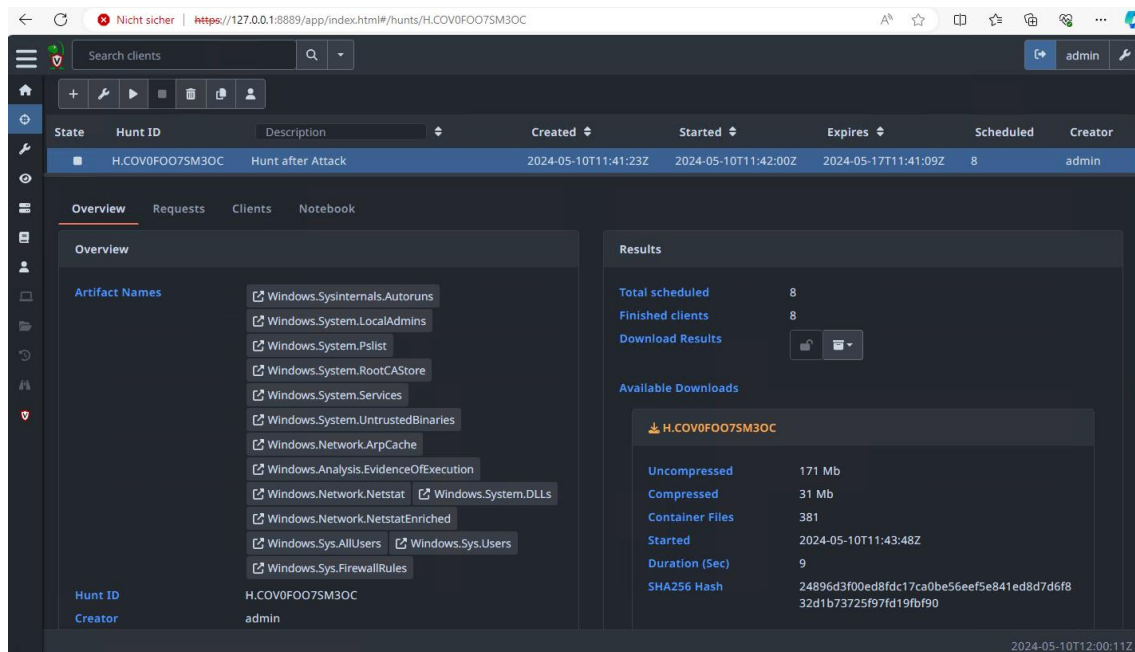 Nicht sicher | https://127.0.0.1:8889/app/index.html#/hunts/H.COV0FOO7SM3OC
Search clients
admin
State Hunt ID Description Created Started Expires Scheduled Creator
H.COV0FOO7SM3OC Hunt after Attack 2024-05-10T11:41:23Z 2024-05-10T11:42:00Z 2024-05-17T11:41:09Z 8 admin
Overview Requests Clients Notebook
Overview
Artifact Names
Windows.Sysinternals.Autoruns
Windows.System.LocalAdmins
Windows.System.Pslist
Windows.System.RootCAStore
Windows.System.Services
Windows.System.UntrustedBinaries
Windows.Network.ArpCache
Windows.Analysis.EvidenceOfExecution
Windows.Network.Netstat Windows.System.DLLs
Windows.Network.NetstatEnriched
Windows.Sys.AllUsers Windows.Sys.Users
Windows.Sys.FirewallRules
Hunt ID H.COV0FOO7SM3OC
Creator admin
Results
Total scheduled 8
Finished clients 8
Download Results
Available Downloads
H.COV0FOO7SM3OC
Uncompressed 171 Mb
Compressed 31 Mb
Container Files 381
Started 2024-05-10T11:43:48Z
Duration (Sec) 9
SHA256 Hash 24896d3f00ed8fdc17ca0be56eef5e841ed8d7d6f8
32d1b73725f97fd19fbf90
2024-05-10T12:00:11Z